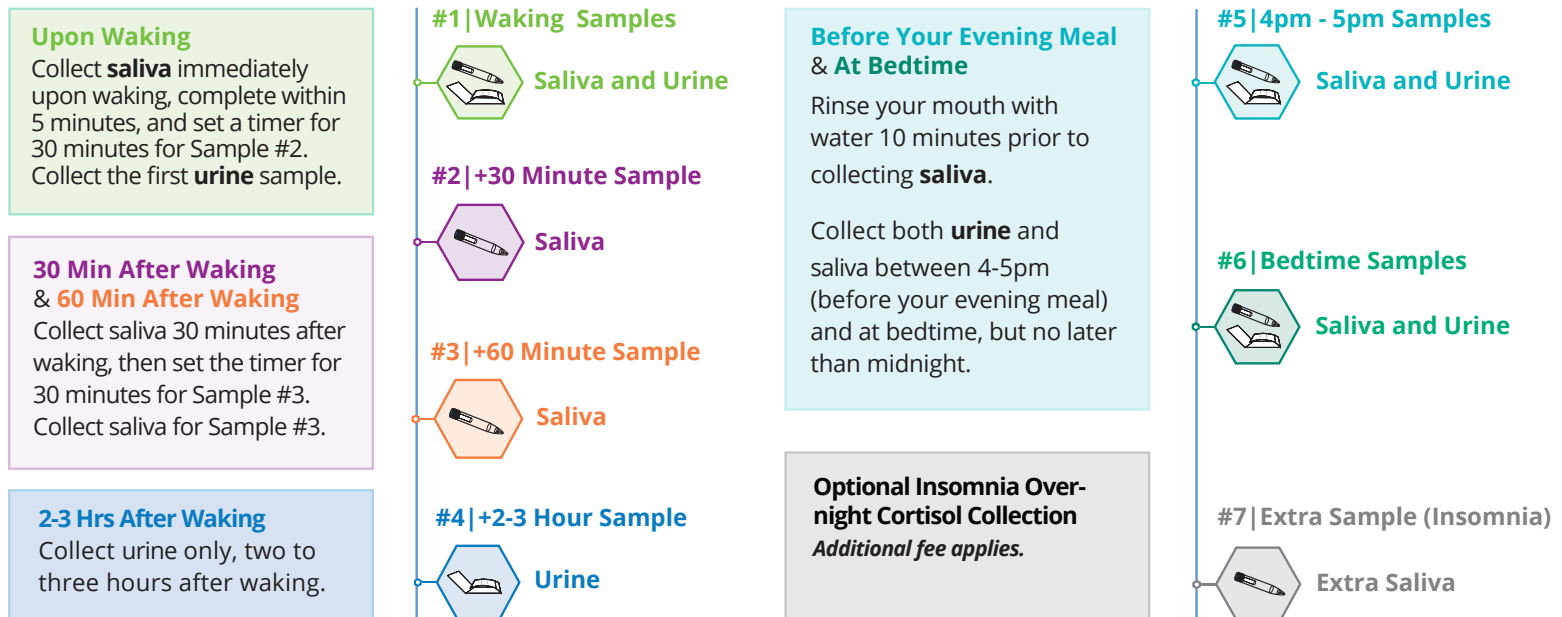 Upon Waking
Collect saliva immediately
upon waking, complete within
5 minutes, and set a timer for
30 minutes for Sample #2.
Collect the first urine sample.
#1|Waking  Samples
Saliva and Urine
30 Min After Waking
& 60 Min After Waking
Collect saliva 30 minutes after
waking, then set the timer for
30 minutes for Sample #3.
Collect saliva for Sample #3.
#2|+30 Minute Sample
Saliva
#3|+60 Minute Sample
Saliva
2-3 Hrs After Waking
Collect urine only, two to
three hours after waking.
#4|+2-3 Hour Sample
Urine
Before Your Evening Meal
& At Bedtime
Rinse your mouth with
water 10 minutes prior to
collecting saliva.
Collect both urine and
saliva between 4-5pm
(before your evening meal)
and at bedtime, but no later
than midnight.
#5|4pm - 5pm Samples
Saliva and Urine
#6|Bedtime Samples
Saliva and Urine
Optional Insomnia Over-
night Cortisol Collection
Additional fee applies.
#7|Extra Sample (Insomnia)
Extra Saliva